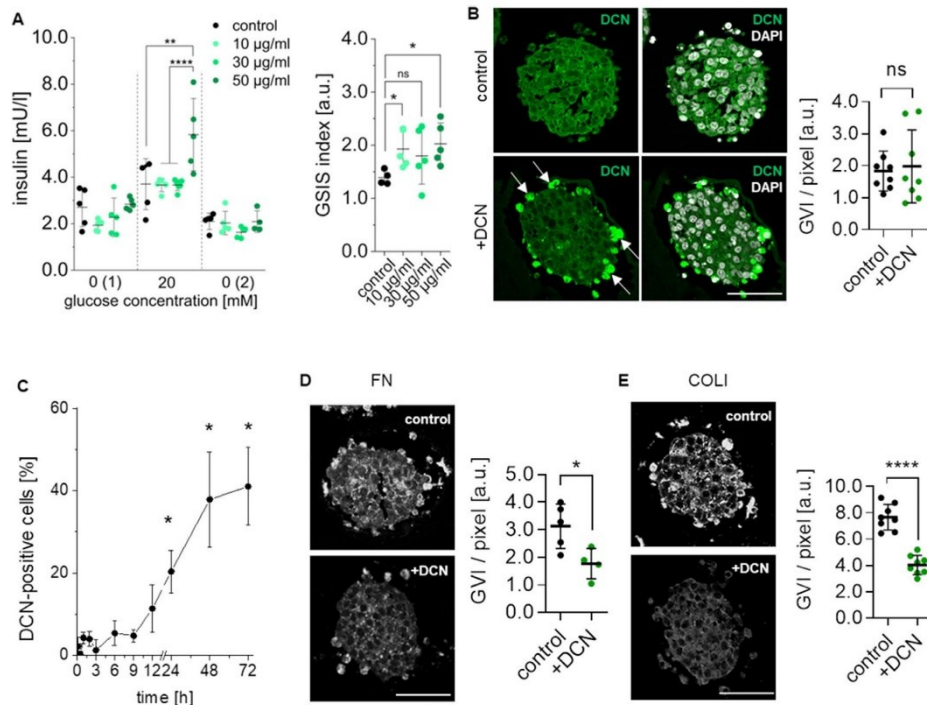 A
control
10 µg/ml
30 µg/ml
50 µg/ml
**
****
10.0
8.0
6.0
4.0
2.0
0.0
insulin [mU/l]
0 (1) 20 0 (2)
glucose concentration [mM]
*
ns
*
4.0
3.0
2.0
1.0
0.0
GSIS index [a.u.]
control
10 µg/ml
30 µg/ml
50 µg/ml
B
control
DCN
DCN
DAPI
+DCN
DCN
DCN
DAPI
ns
4.0
3.0
2.0
1.0
0.0
GVI / pixel [a.u.]
control
+DCN
C
60
40
20
0
DCN-positive cells [%]
* * *
0 3 6 9 12 24 48 72
time [h]
D FN
control
+DCN
*
5.0
4.0
3.0
2.0
1.0
0.0
GVI / pixel [a.u.]
control
+DCN
E COLI
control
+DCN
****
10.0
8.0
6.0
4.0
2.0
0.0
GVI / pixel [a.u.]
control
+DCN